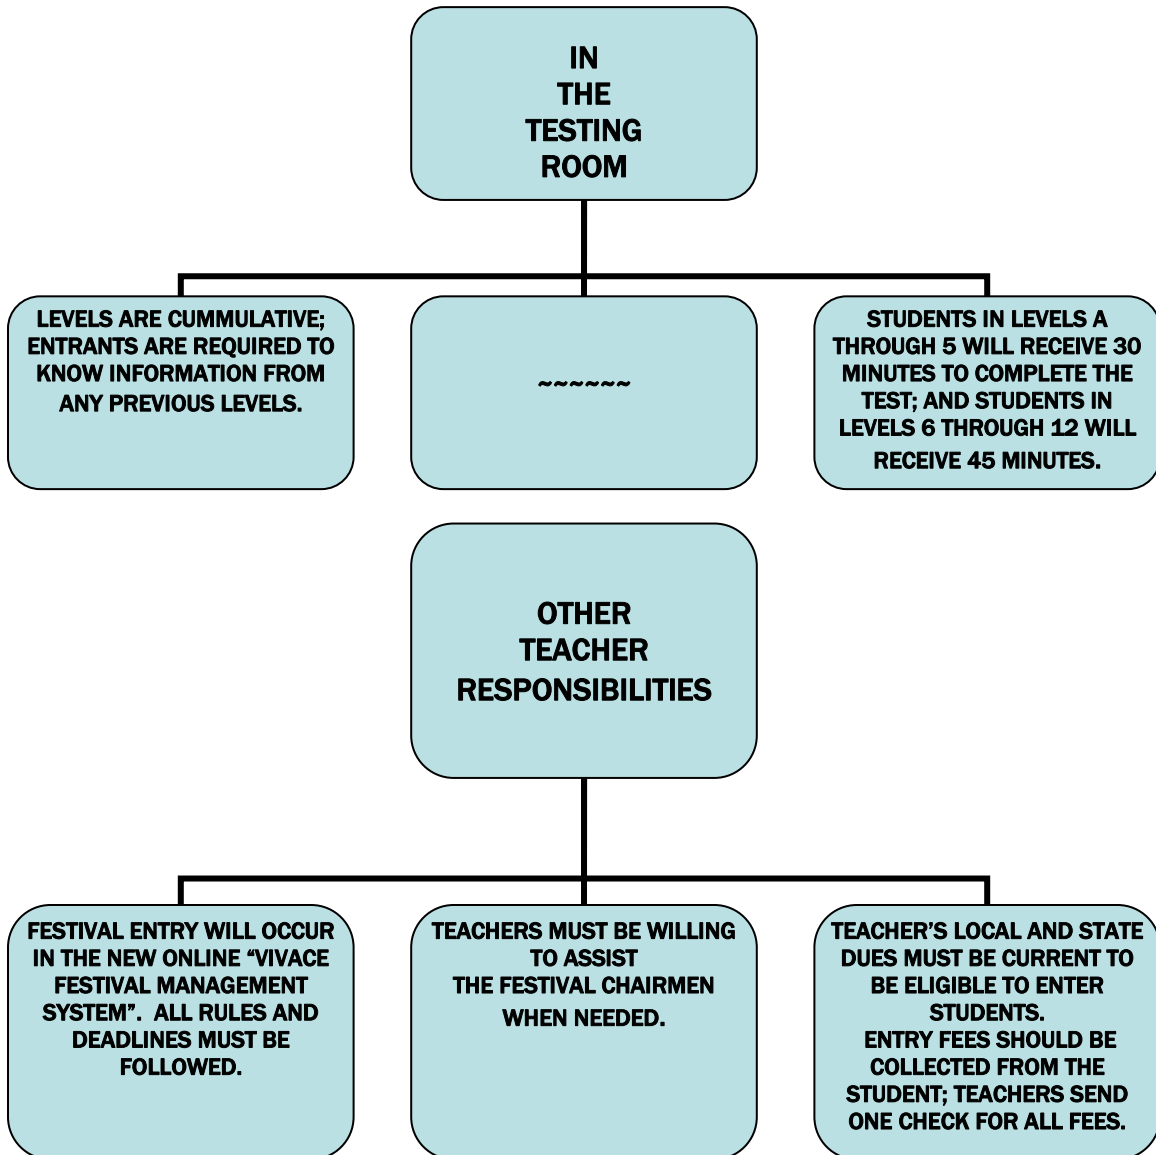 IN
THE
TESTING
ROOM
LEVELS ARE CUMMULATIVE;
ENTRANTS ARE REQUIRED TO
KNOW INFORMATION FROM
ANY PREVIOUS LEVELS.
~~~~~~
STUDENTS IN LEVELS A
THROUGH 5 WILL RECEIVE 30
MINUTES TO COMPLETE THE
TEST; AND STUDENTS IN
LEVELS 6 THROUGH 12 WILL
RECEIVE 45 MINUTES.
OTHER
TEACHER
RESPONSIBILITIES
FESTIVAL ENTRY WILL OCCUR
IN THE NEW ONLINE “VIVACE
FESTIVAL MANAGEMENT
SYSTEM”.  ALL RULES AND
DEADLINES MUST BE
FOLLOWED.
TEACHERS MUST BE WILLING
TO ASSIST
THE FESTIVAL CHAIRMEN
WHEN NEEDED.
TEACHER’S LOCAL AND STATE
DUES MUST BE CURRENT TO
BE ELIGIBLE TO ENTER
STUDENTS.
ENTRY FEES SHOULD BE
COLLECTED FROM THE
STUDENT; TEACHERS SEND
ONE CHECK FOR ALL FEES.